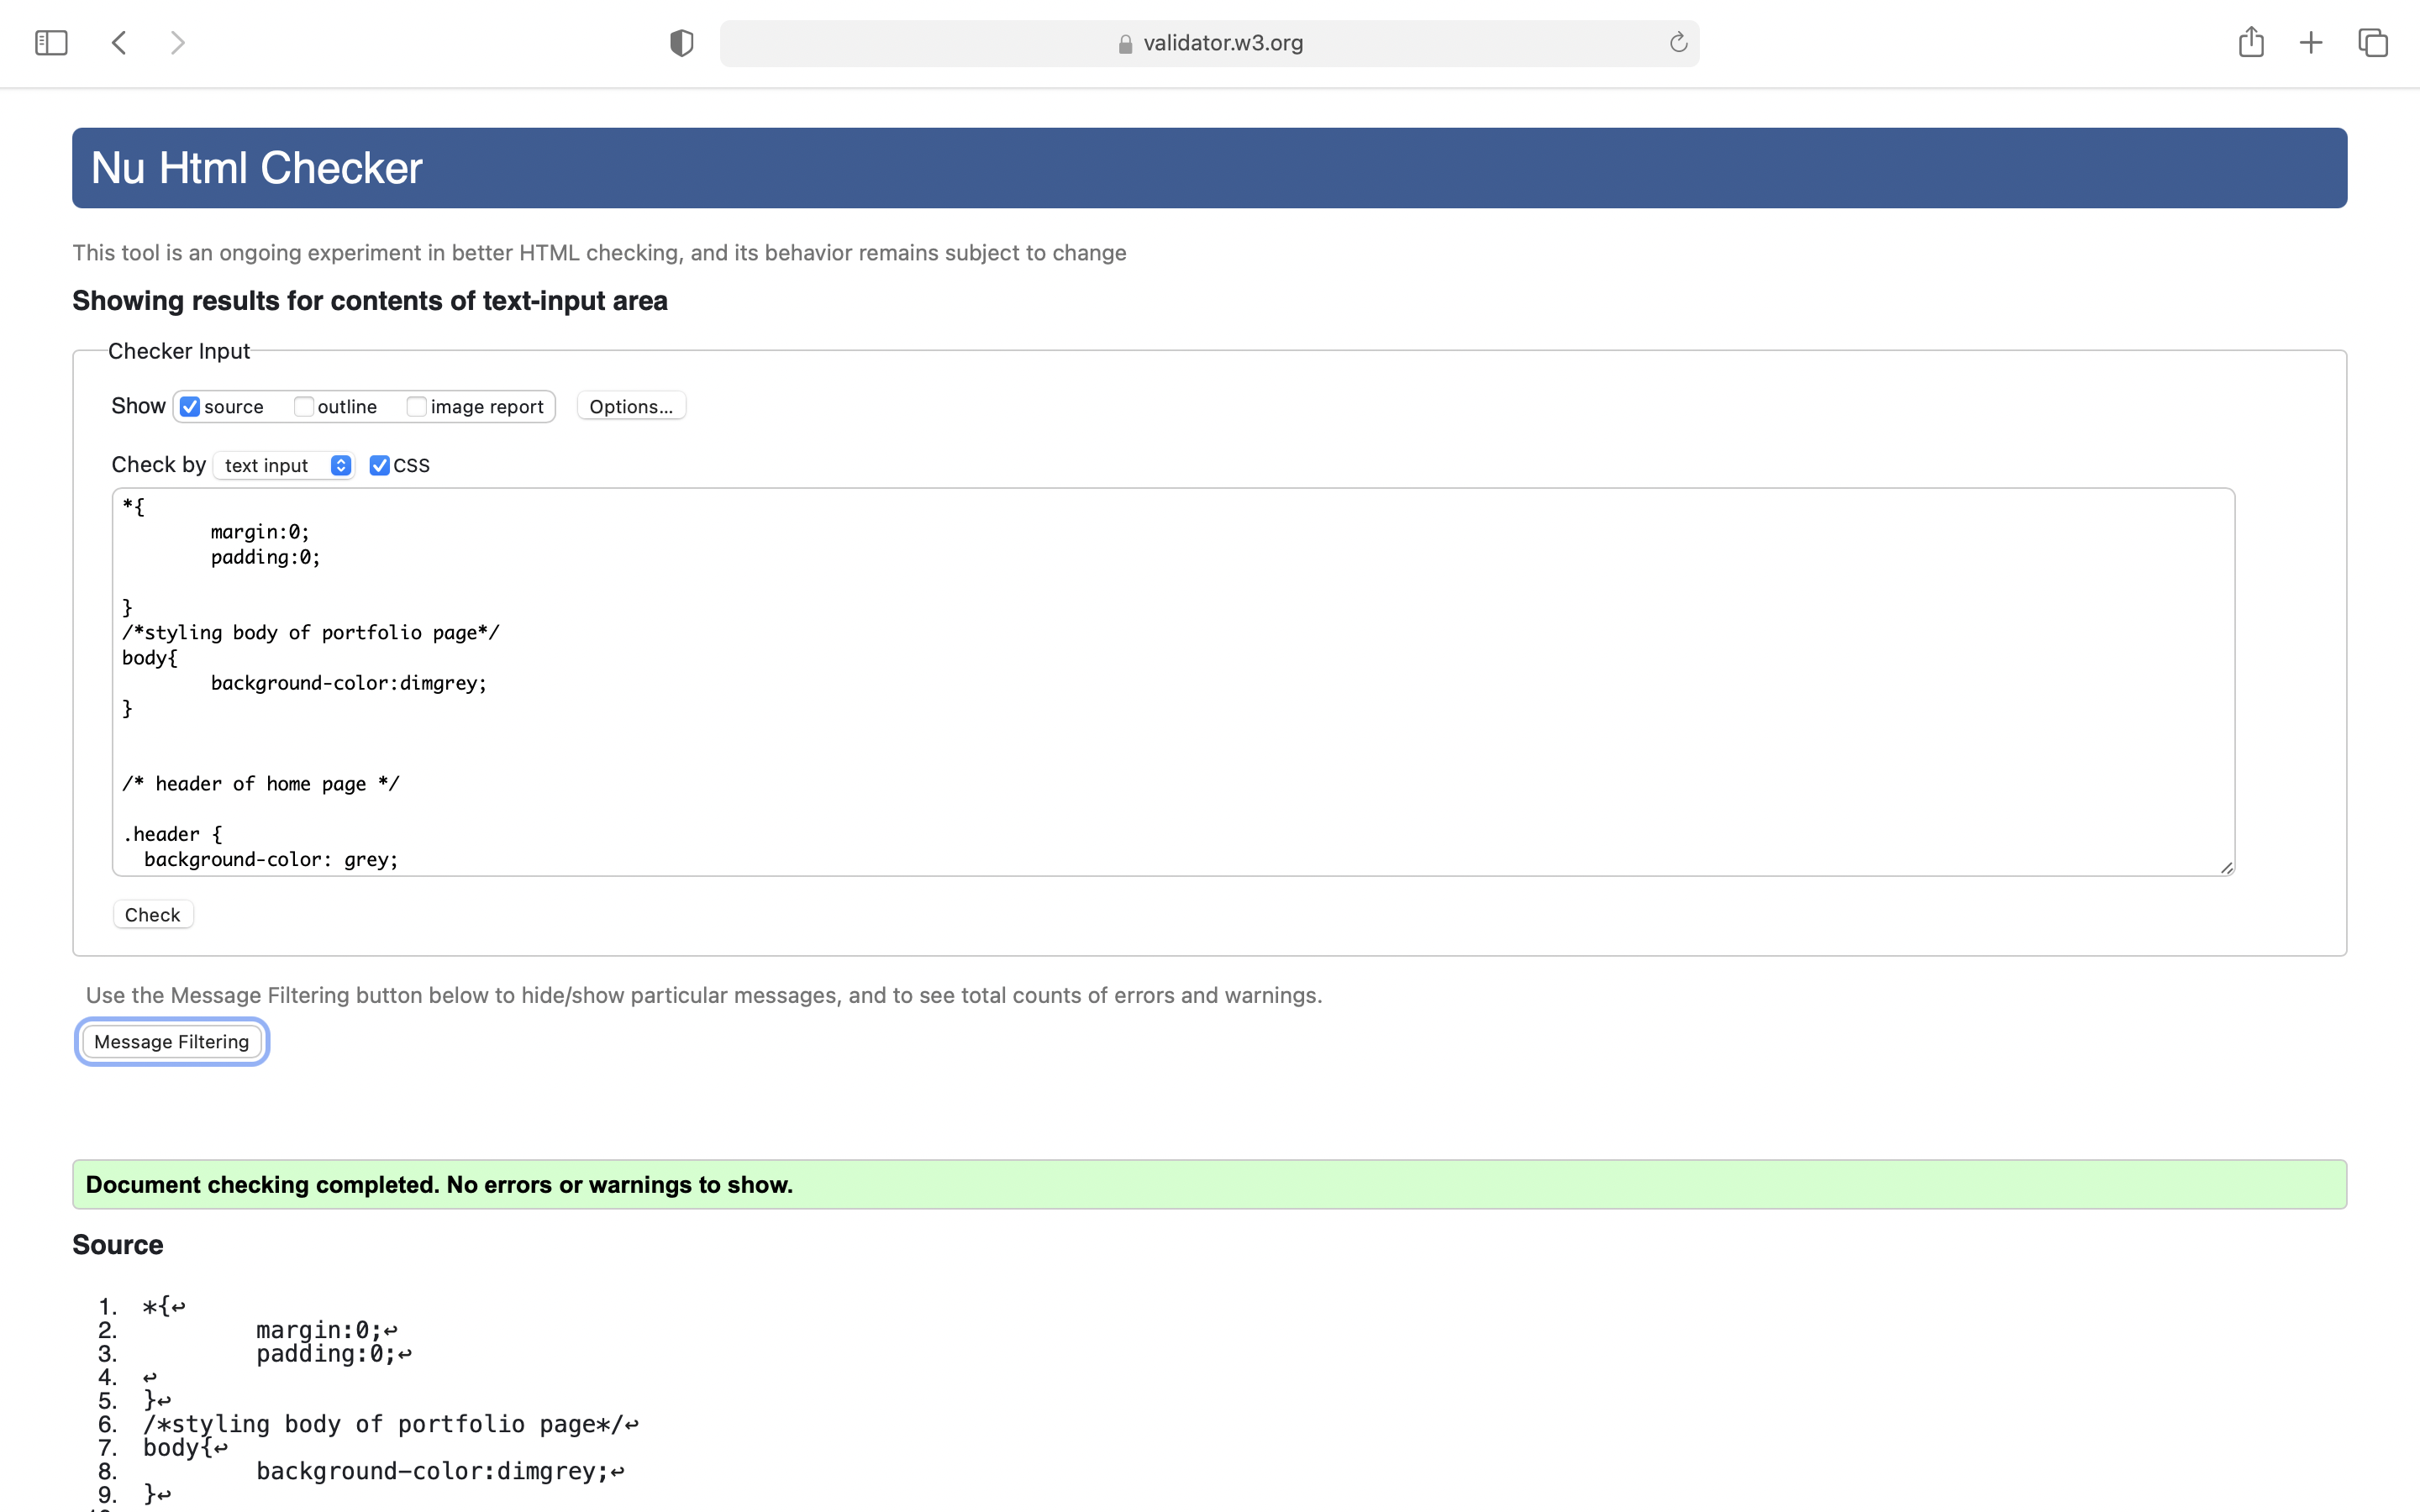 validator.w3.org
Nu Html Checker
This tool is an ongoing experiment in better HTML checking, and its behavior remains subject to change
Showing results for contents of text-input area
Checker Input
Show source outline image report Options...
Check by text input CSS
*{
margin:0;
padding:0;
}
/*styling body of portfolio page*/
body{
background-color:dimgrey;
}
/* header of home page */
.header {
background-color: grey;
Check
Use the Message Filtering button below to hide/show particular messages, and to see total counts of errors and warnings.
Message Filtering
Document checking completed. No errors or warnings to show.
Source
1. *{↩
2. margin:0;↩
3. padding:0;↩
4. ↩
5. }↩
6. /*styling body of portfolio page*/↩
7. body{↩
8. background-color:dimgrey;↩
9. }↩